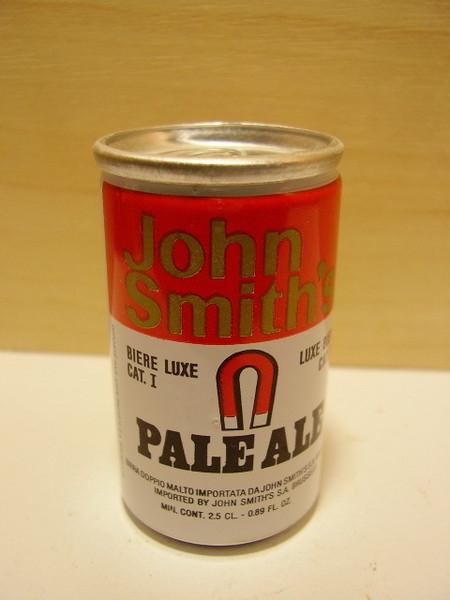 John
Smith's
BIERE LUXE
CAT. I
LUXE
PALE ALE
BIRRA DOPPIO MALTO IMPORTATA DA JOHN SMITH'S
IMPORTED BY JOHN SMITH'S S.A.
MIN. CONT. 2.5 CL. - 0.89 FL. OZ.